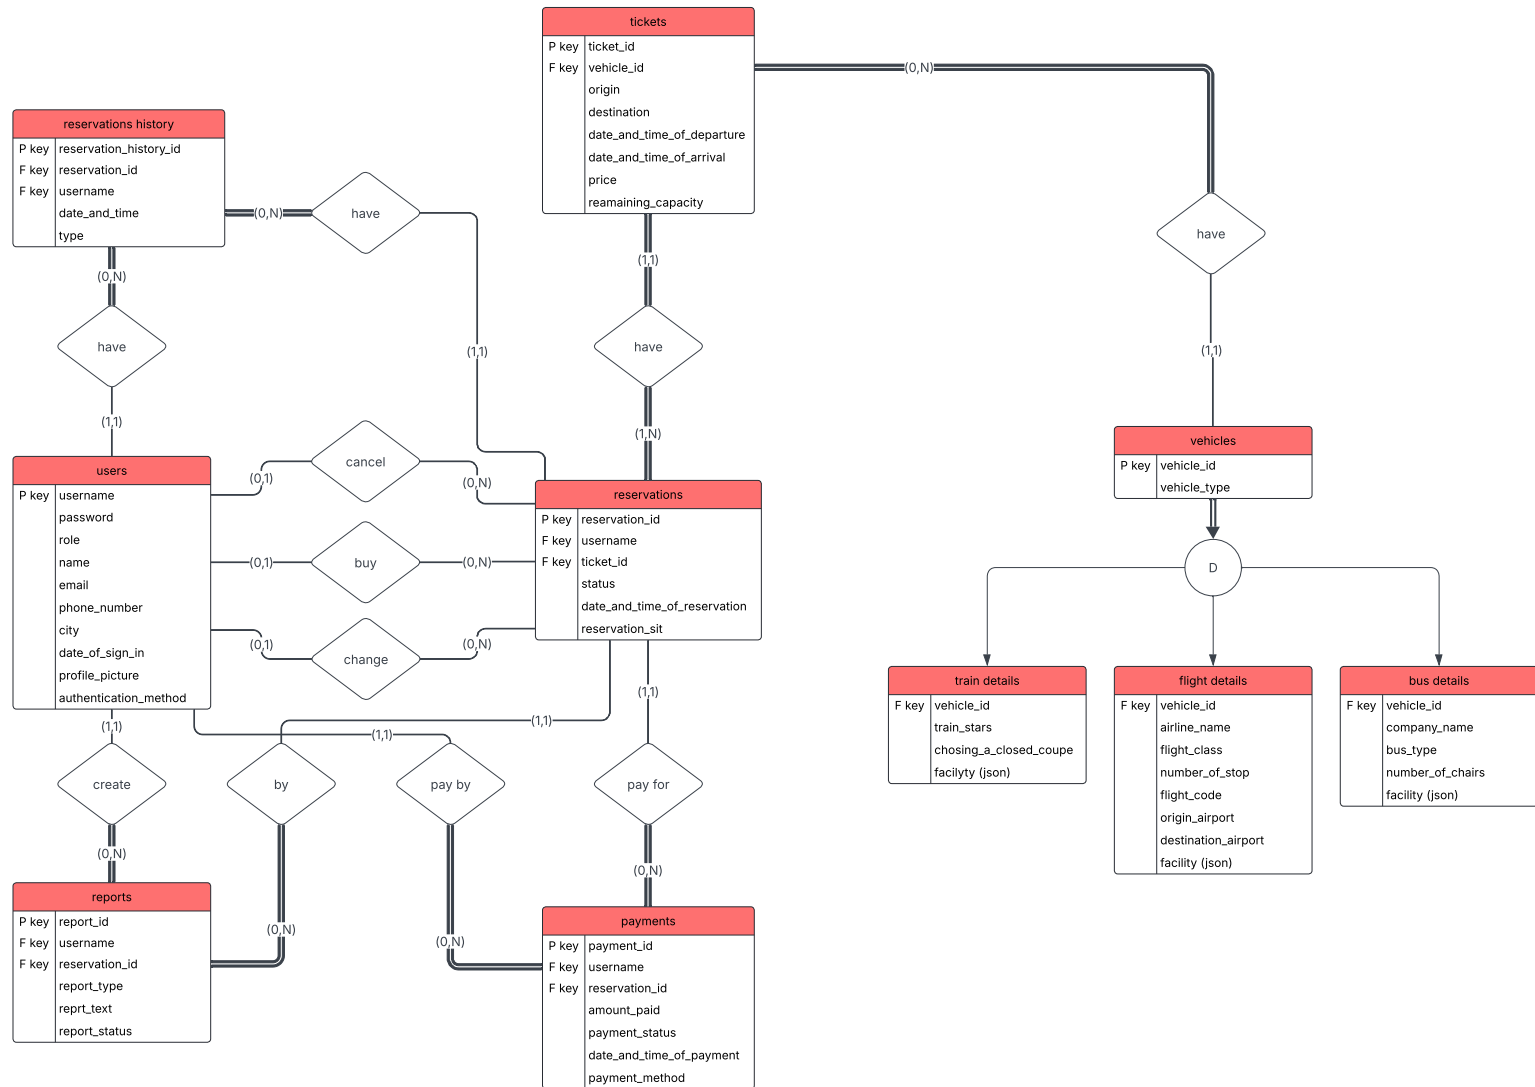 tickets
P key ticket_id
F key vehicle_id
origin
destination
date_and_time_of_departure
date_and_time_of_arrival
price
reamaining_capacity
(0,N)
reservations history
P key reservation_history_id
F key reservation_id
F key username
date_and_time
type
(0,N)
have
(1,1)
(0,N)
have
(1,1)
(1,1)
have
(1,N)
have
(1,1)
vehicles
P key vehicle_id
vehicle_type
D
users
P key username
password
role
name
email
phone_number
city
date_of_sign_in
profile_picture
authentication_method
(0,1)
cancel
(0,N)
(0,1)
buy
(0,N)
(0,1)
change
(0,N)
reservations
P key reservation_id
F key username
F key ticket_id
status
date_and_time_of_reservation
reservation_sit
train details
F key vehicle_id
train_stars
chosing_a_closed_coupe
facilyty (json)
flight details
F key vehicle_id
airline_name
flight_class
number_of_stop
flight_code
origin_airport
destination_airport
facility (json)
bus details
F key vehicle_id
company_name
bus_type
number_of_chairs
facility (json)
(1,1)
create
(0,N)
(1,1)
by
(0,N)
(1,1)
pay by
(0,N)
(1,1)
pay for
(0,N)
reports
P key report_id
F key username
F key reservation_id
report_type
reprt_text
report_status
payments
P key payment_id
F key username
F key reservation_id
amount_paid
payment_status
date_and_time_of_payment
payment_method